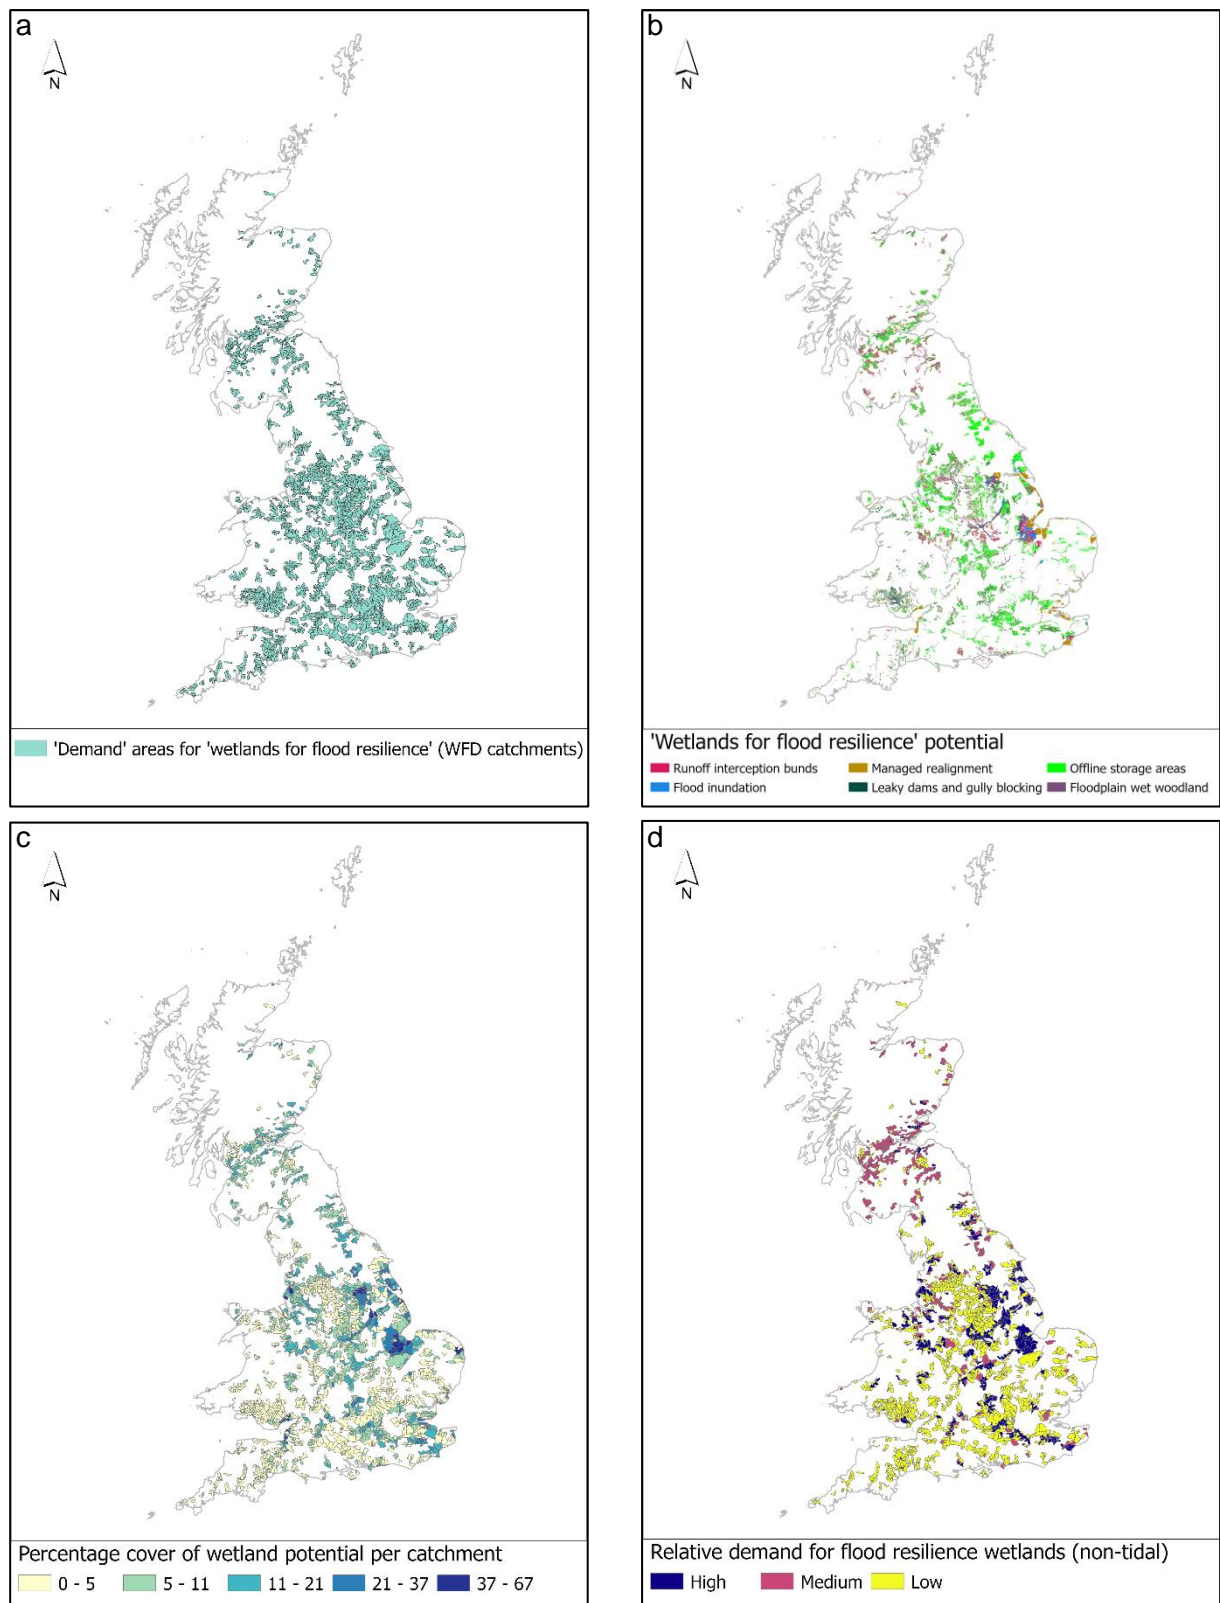 a
N
'Demand' areas for 'wetlands for flood resilience' (WFD catchments)
b
N
'Wetlands for flood resilience' potential
Runoff interception bunds Managed realignment Offline storage areas
Flood inundation Leaky dams and gully blocking Floodplain wet woodland
c
N
Percentage cover of wetland potential per catchment
0 - 5 5 - 11 11 - 21 21 - 37 37 - 67
d
N
Relative demand for flood resilience wetlands (non-tidal)
High Medium Low